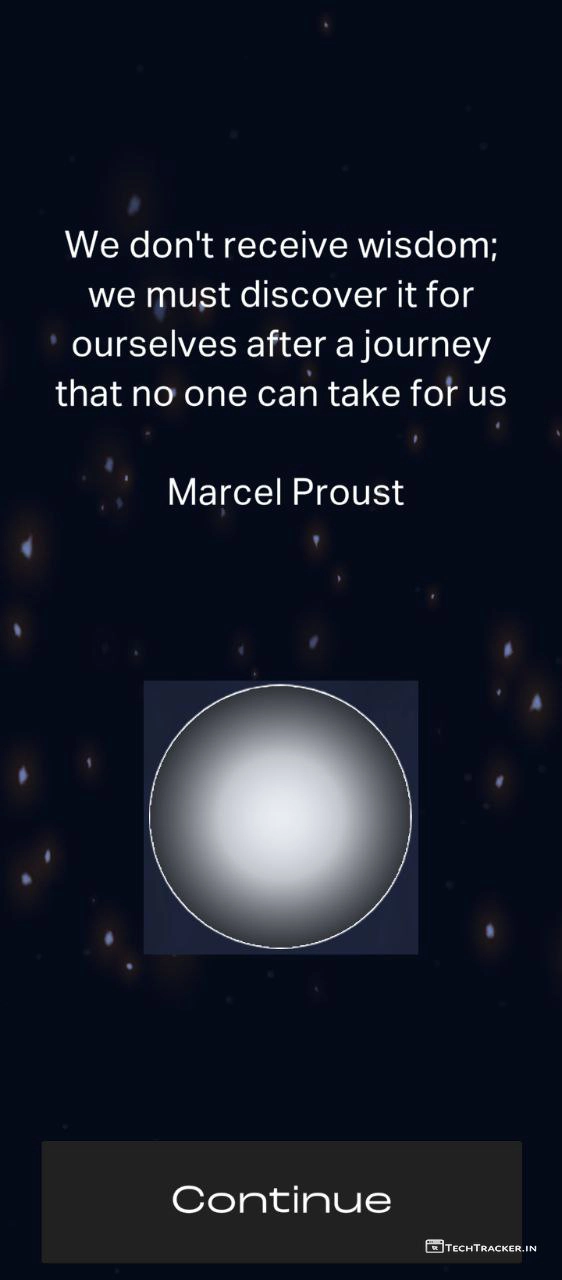 We don't receive wisdom;
we must discover it for
ourselves after a journey
that no one can take for us
Marcel Proust
Continue
TECHTRACKER.IN